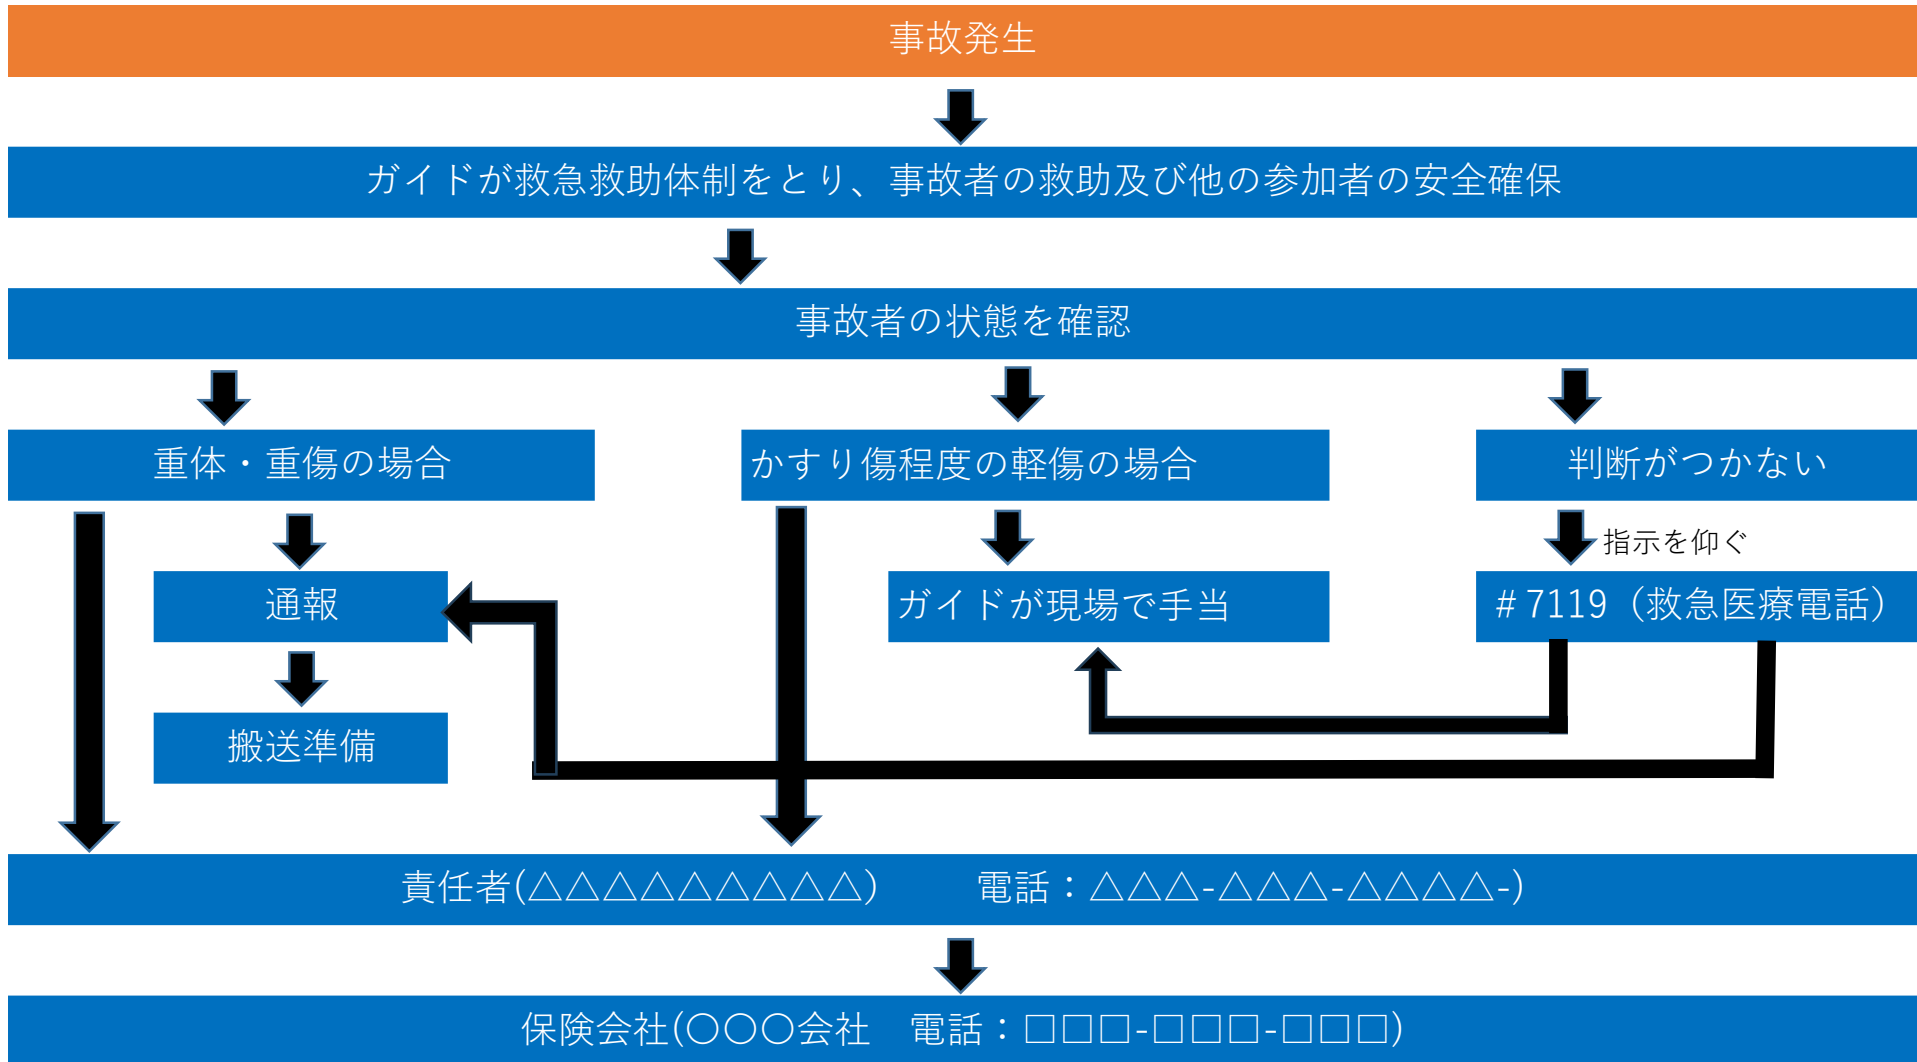 事故発生
ガイドが救急救助体制をとり、事故者の救助及び他の参加者の安全確保
事故者の状態を確認
重体・重傷の場合
かすり傷程度の軽傷の場合
判断がつかない
指示を仰ぐ
通報
ガイドが現場で手当
＃7119（救急医療電話）
搬送準備
責任者(△△△△△△△△△)　　電話：△△△-△△△-△△△△-)
保険会社(〇〇〇会社　電話：□□□-□□□-□□□)